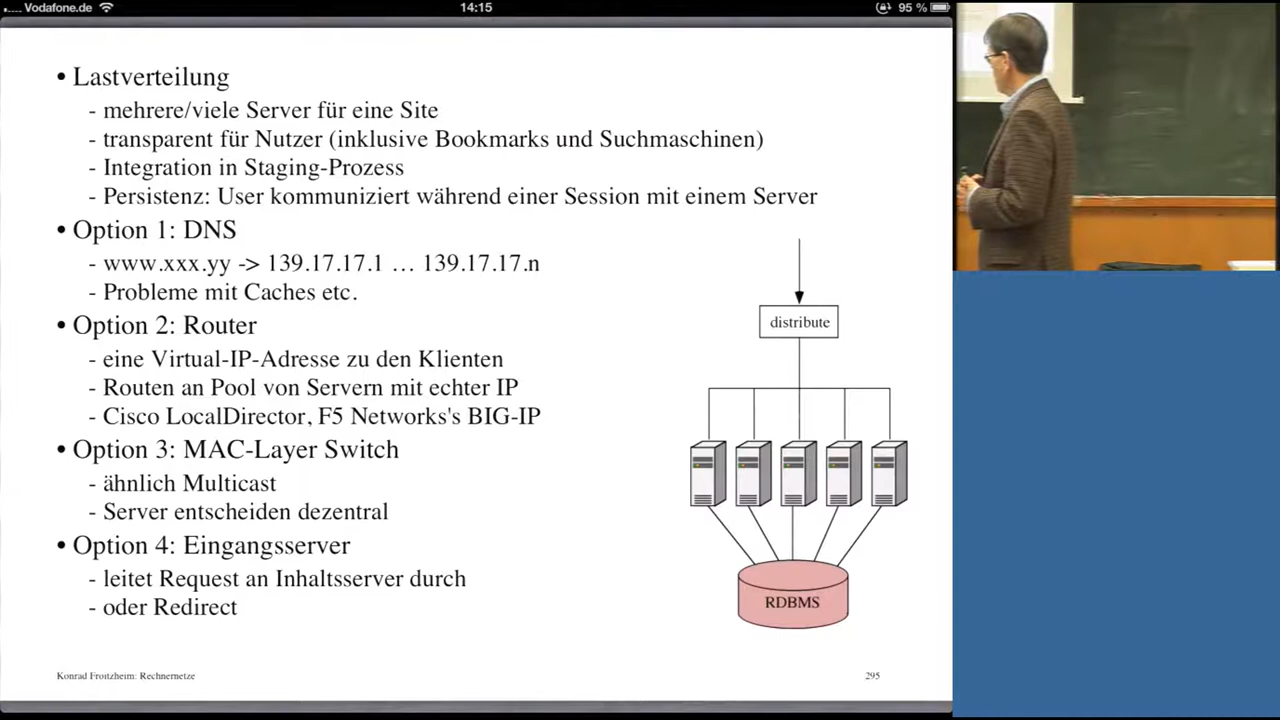 Vodafone.de
14:15
95 %
• Lastverteilung
- mehrere/viele Server für eine Site
- transparent für Nutzer (inklusive Bookmarks und Suchmaschinen)
- Integration in Staging-Prozess
- Persistenz: User kommuniziert während einer Session mit einem Server
• Option 1: DNS
- www.xxx.yy -> 139.17.17.1 … 139.17.17.n
- Probleme mit Caches etc.
• Option 2: Router
- eine Virtual-IP-Adresse zu den Klienten
- Routen an Pool von Servern mit echter IP
- Cisco LocalDirector, F5 Networks's BIG-IP
• Option 3: MAC-Layer Switch
- ähnlich Multicast
- Server entscheiden dezentral
• Option 4: Eingangsserver
- leitet Request an Inhaltsserver durch
- oder Redirect
distribute
RDBMS
Konrad Froitzheim: Rechnernetze
295